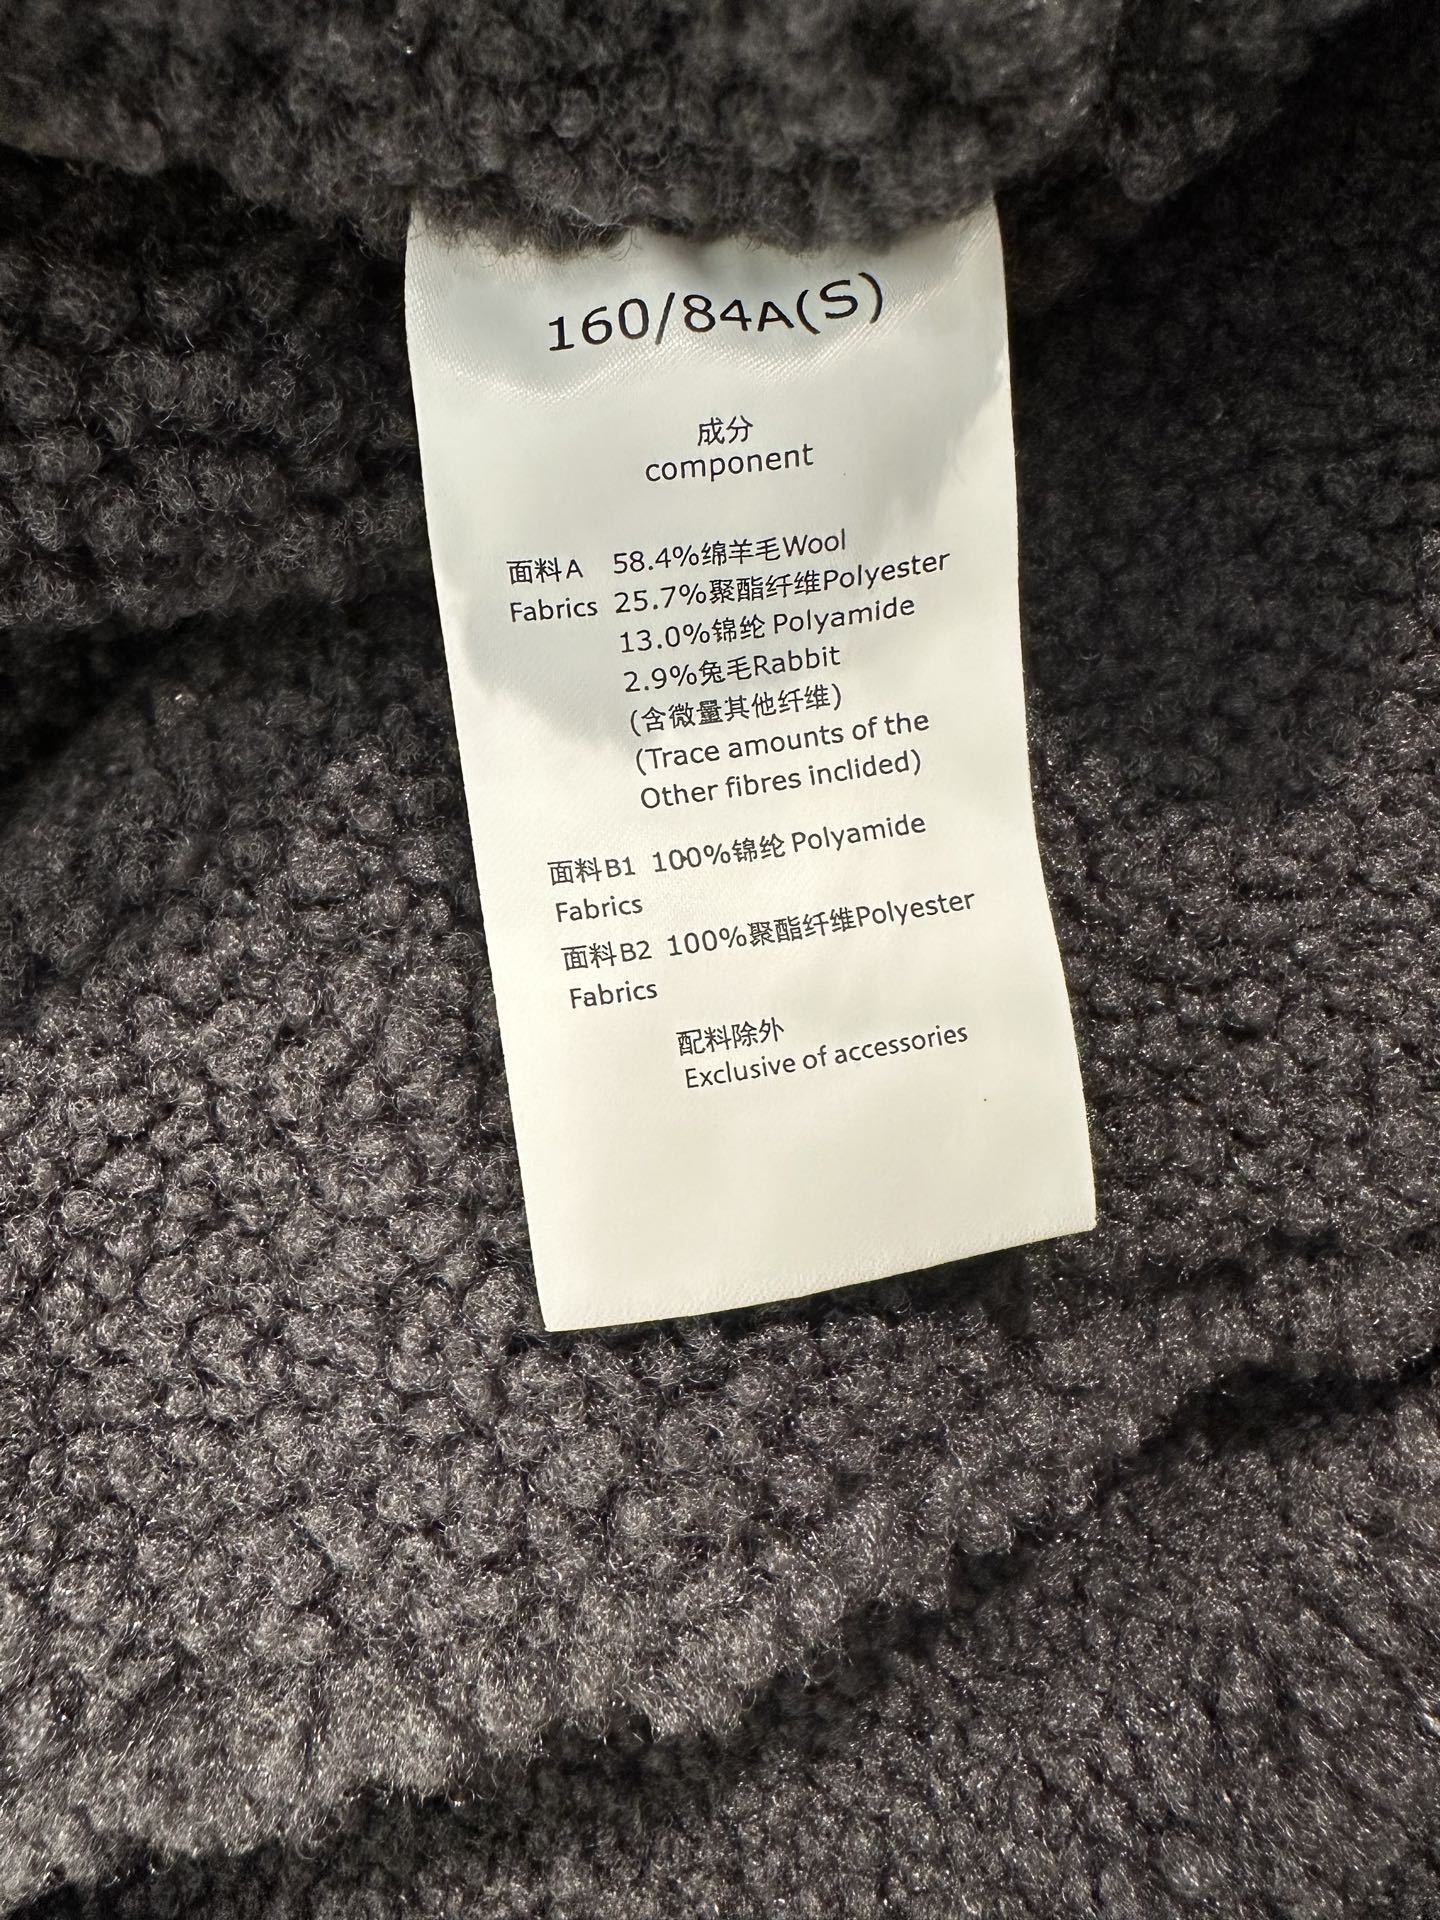 160/84A(S)
成分
component
面料A 58.4%绵羊毛Wool
Fabrics 25.7%聚酯纤维Polyester
13.0%锦纶 Polyamide
2.9%兔毛Rabbit
(含微量其他纤维)
(Trace amounts of the
Other fibres inclided)
面料B1 100%锦纶 Polyamide
Fabrics
面料B2 100%聚酯纤维Polyester
Fabrics
配料除外
Exclusive of accessories